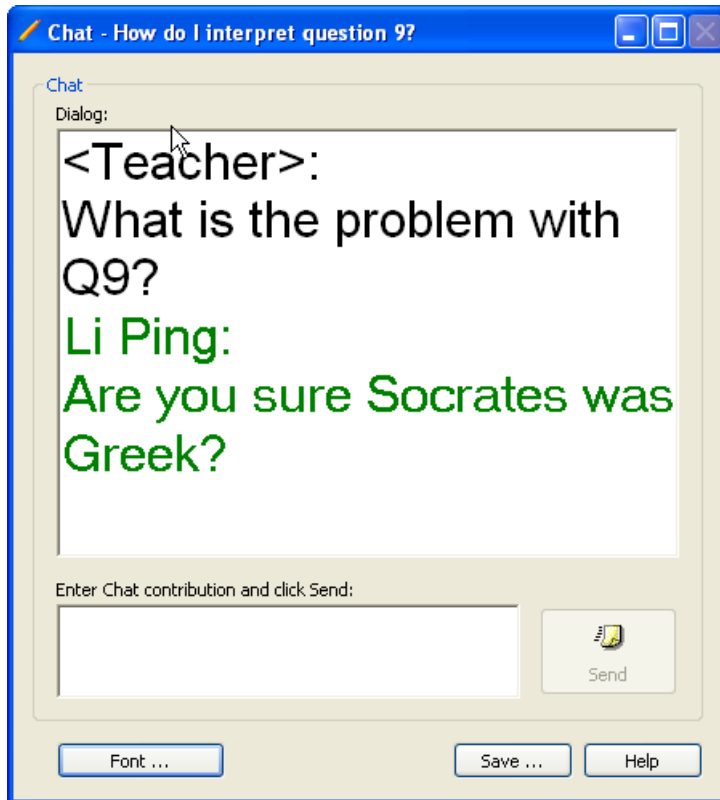 Chat - How do I interpret question 9?
Chat
Dialog:
<Teacher>:
What is the problem with
Q9?
Li Ping:
Are you sure Socrates was
Greek?
Enter Chat contribution and click Send:
Send
Font ...
Save ...
Help